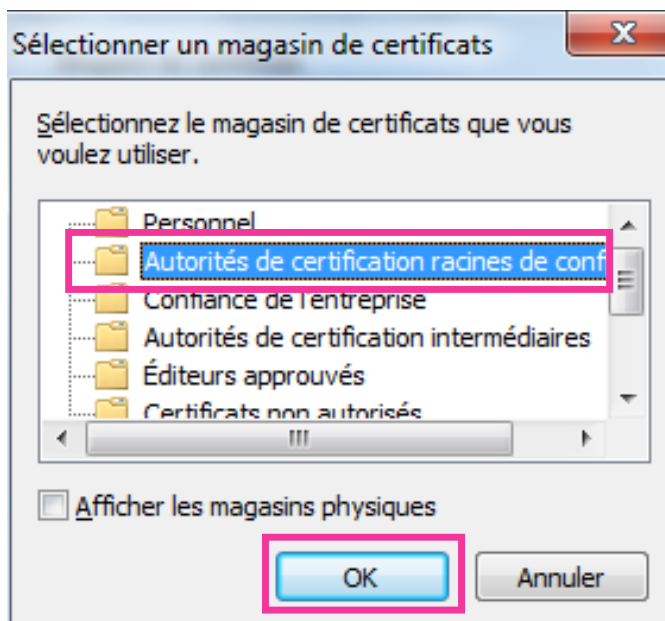 Sélectionner un magasin de certificats
Sélectionnez le magasin de certificats que vous
voulez utiliser.
Personnel
Autorités de certification racines de conf
Confiance de l'entreprise
Autorités de certification intermédiaires
Éditeurs approuvés
Certificats non autorisés
Afficher les magasins physiques
OK Annuler